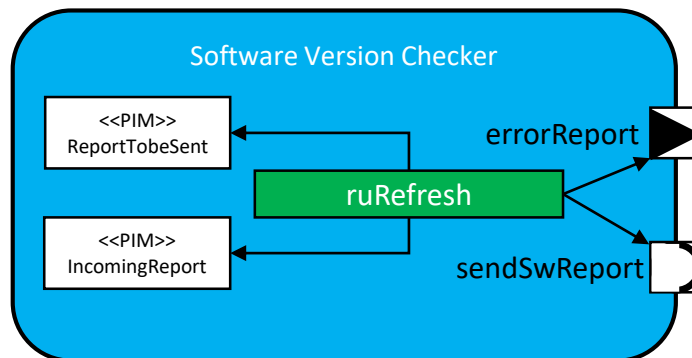 Software Version Checker
<<PIM>>
ReportTobeSent
errorReport
ruRefresh
<<PIM>>
IncomingReport
sendSwReport